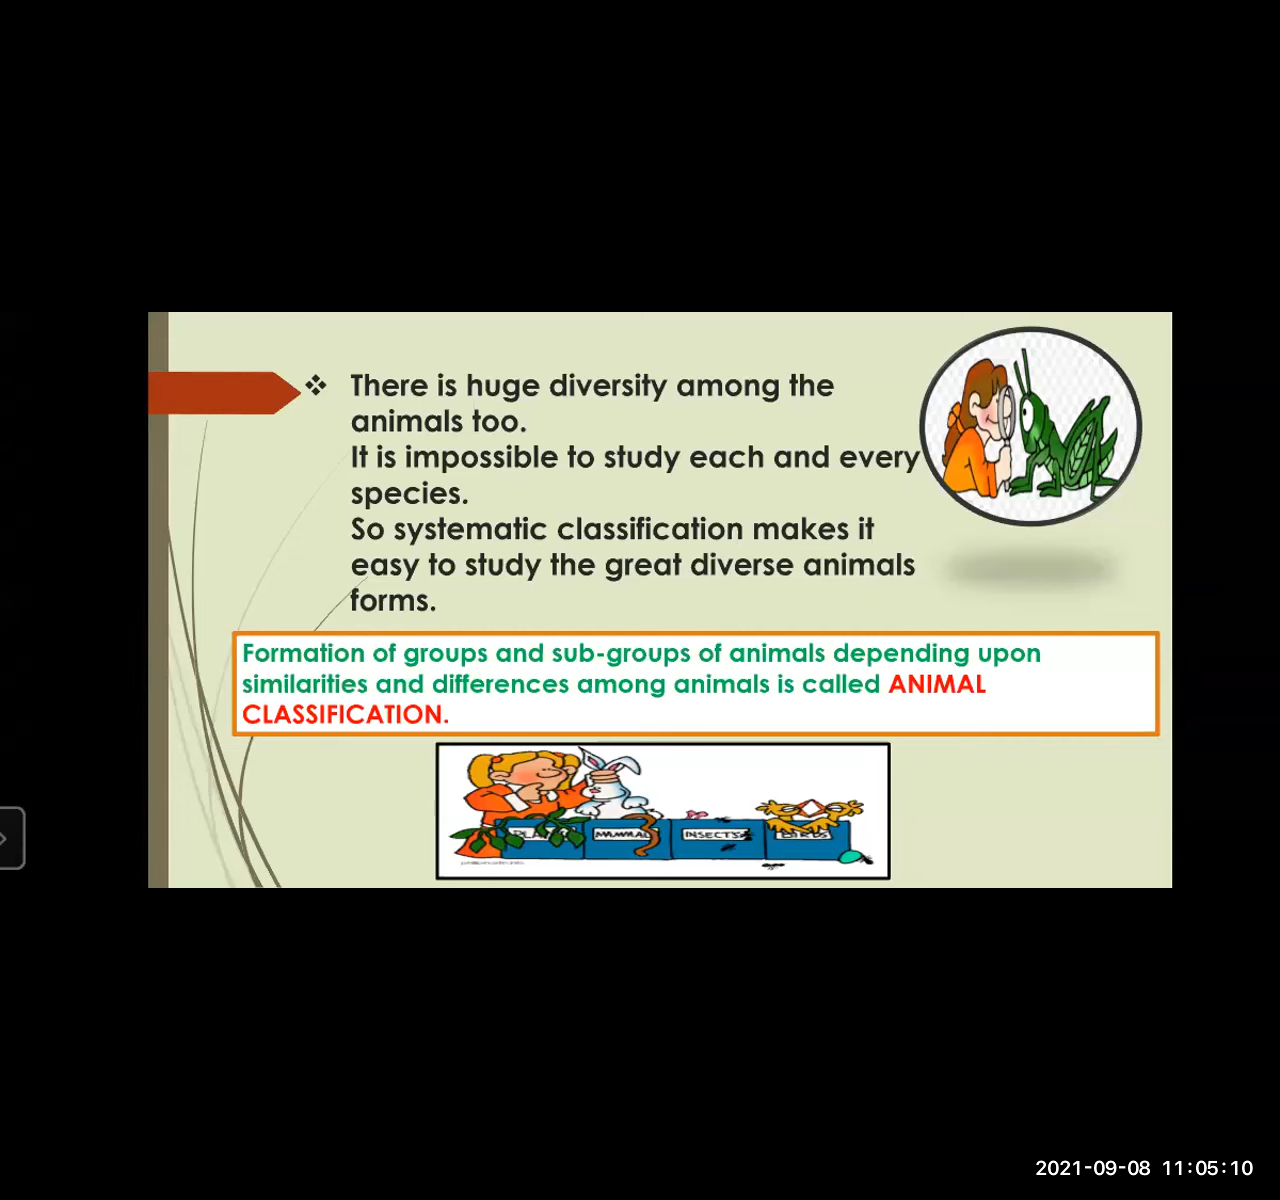 There is huge diversity among the
animals too.
It is impossible to study each and every
species.
So systematic classification makes it
easy to study the great diverse animals
forms.
Formation of groups and sub-groups of animals depending upon
similarities and differences among animals is called ANIMAL
CLASSIFICATION.
MAMMAL
INSECTS
BIRDS
2021-09-08 11:05:10